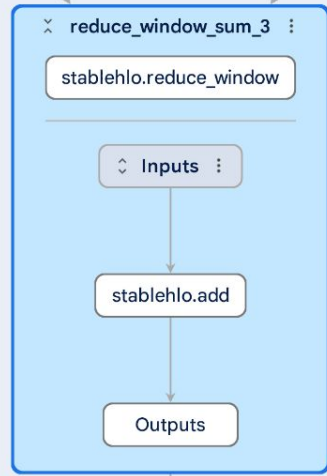 reduce_window_sum_3
stablehlo.reduce_window
Inputs
stablehlo.add
Outputs